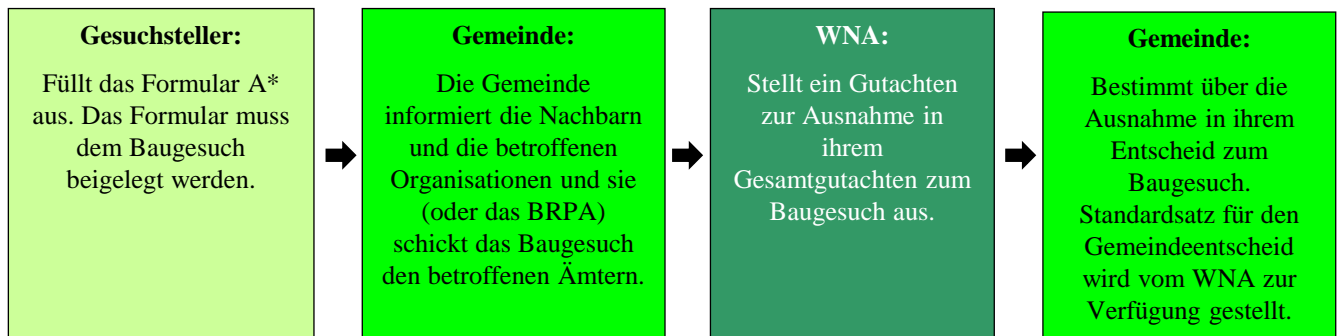 Gesuchsteller:
Füllt das Formular A*
aus. Das Formular muss
dem Baugesuch
beigelegt werden.
Gemeinde:
Die Gemeinde
informiert die Nachbarn
und die betroffenen
Organisationen und sie
(oder das BRPA)
schickt das Baugesuch
den betroffenen Ämtern.
WNA:
Stellt ein Gutachten
zur Ausnahme in
ihrem
Gesamtgutachten zum
Baugesuch aus.
Gemeinde:
Bestimmt über die
Ausnahme in ihrem
Entscheid zum
Baugesuch.
Standardsatz für den
Gemeindeentscheid
wird vom WNA zur
Verfügung gestellt.